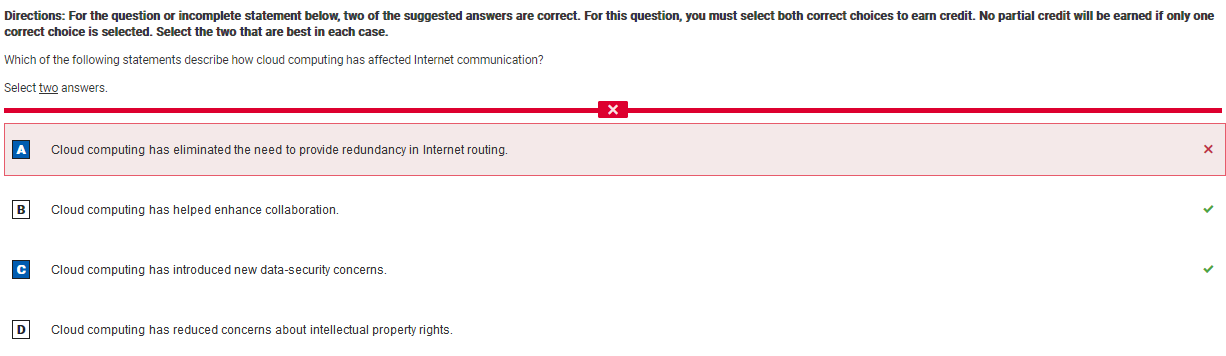 Directions: For the question or incomplete statement below, two of the suggested answers are correct. For this question, you must select both correct choices to earn credit. No partial credit will be earned if only one
correct choice is selected. Select the two that are best in each case.
Which of the following statements describe how cloud computing has affected Internet communication?
Select two answers.
A Cloud computing has eliminated the need to provide redundancy in Internet routing.
B Cloud computing has helped enhance collaboration.
C Cloud computing has introduced new data-security concerns.
D Cloud computing has reduced concerns about intellectual property rights.